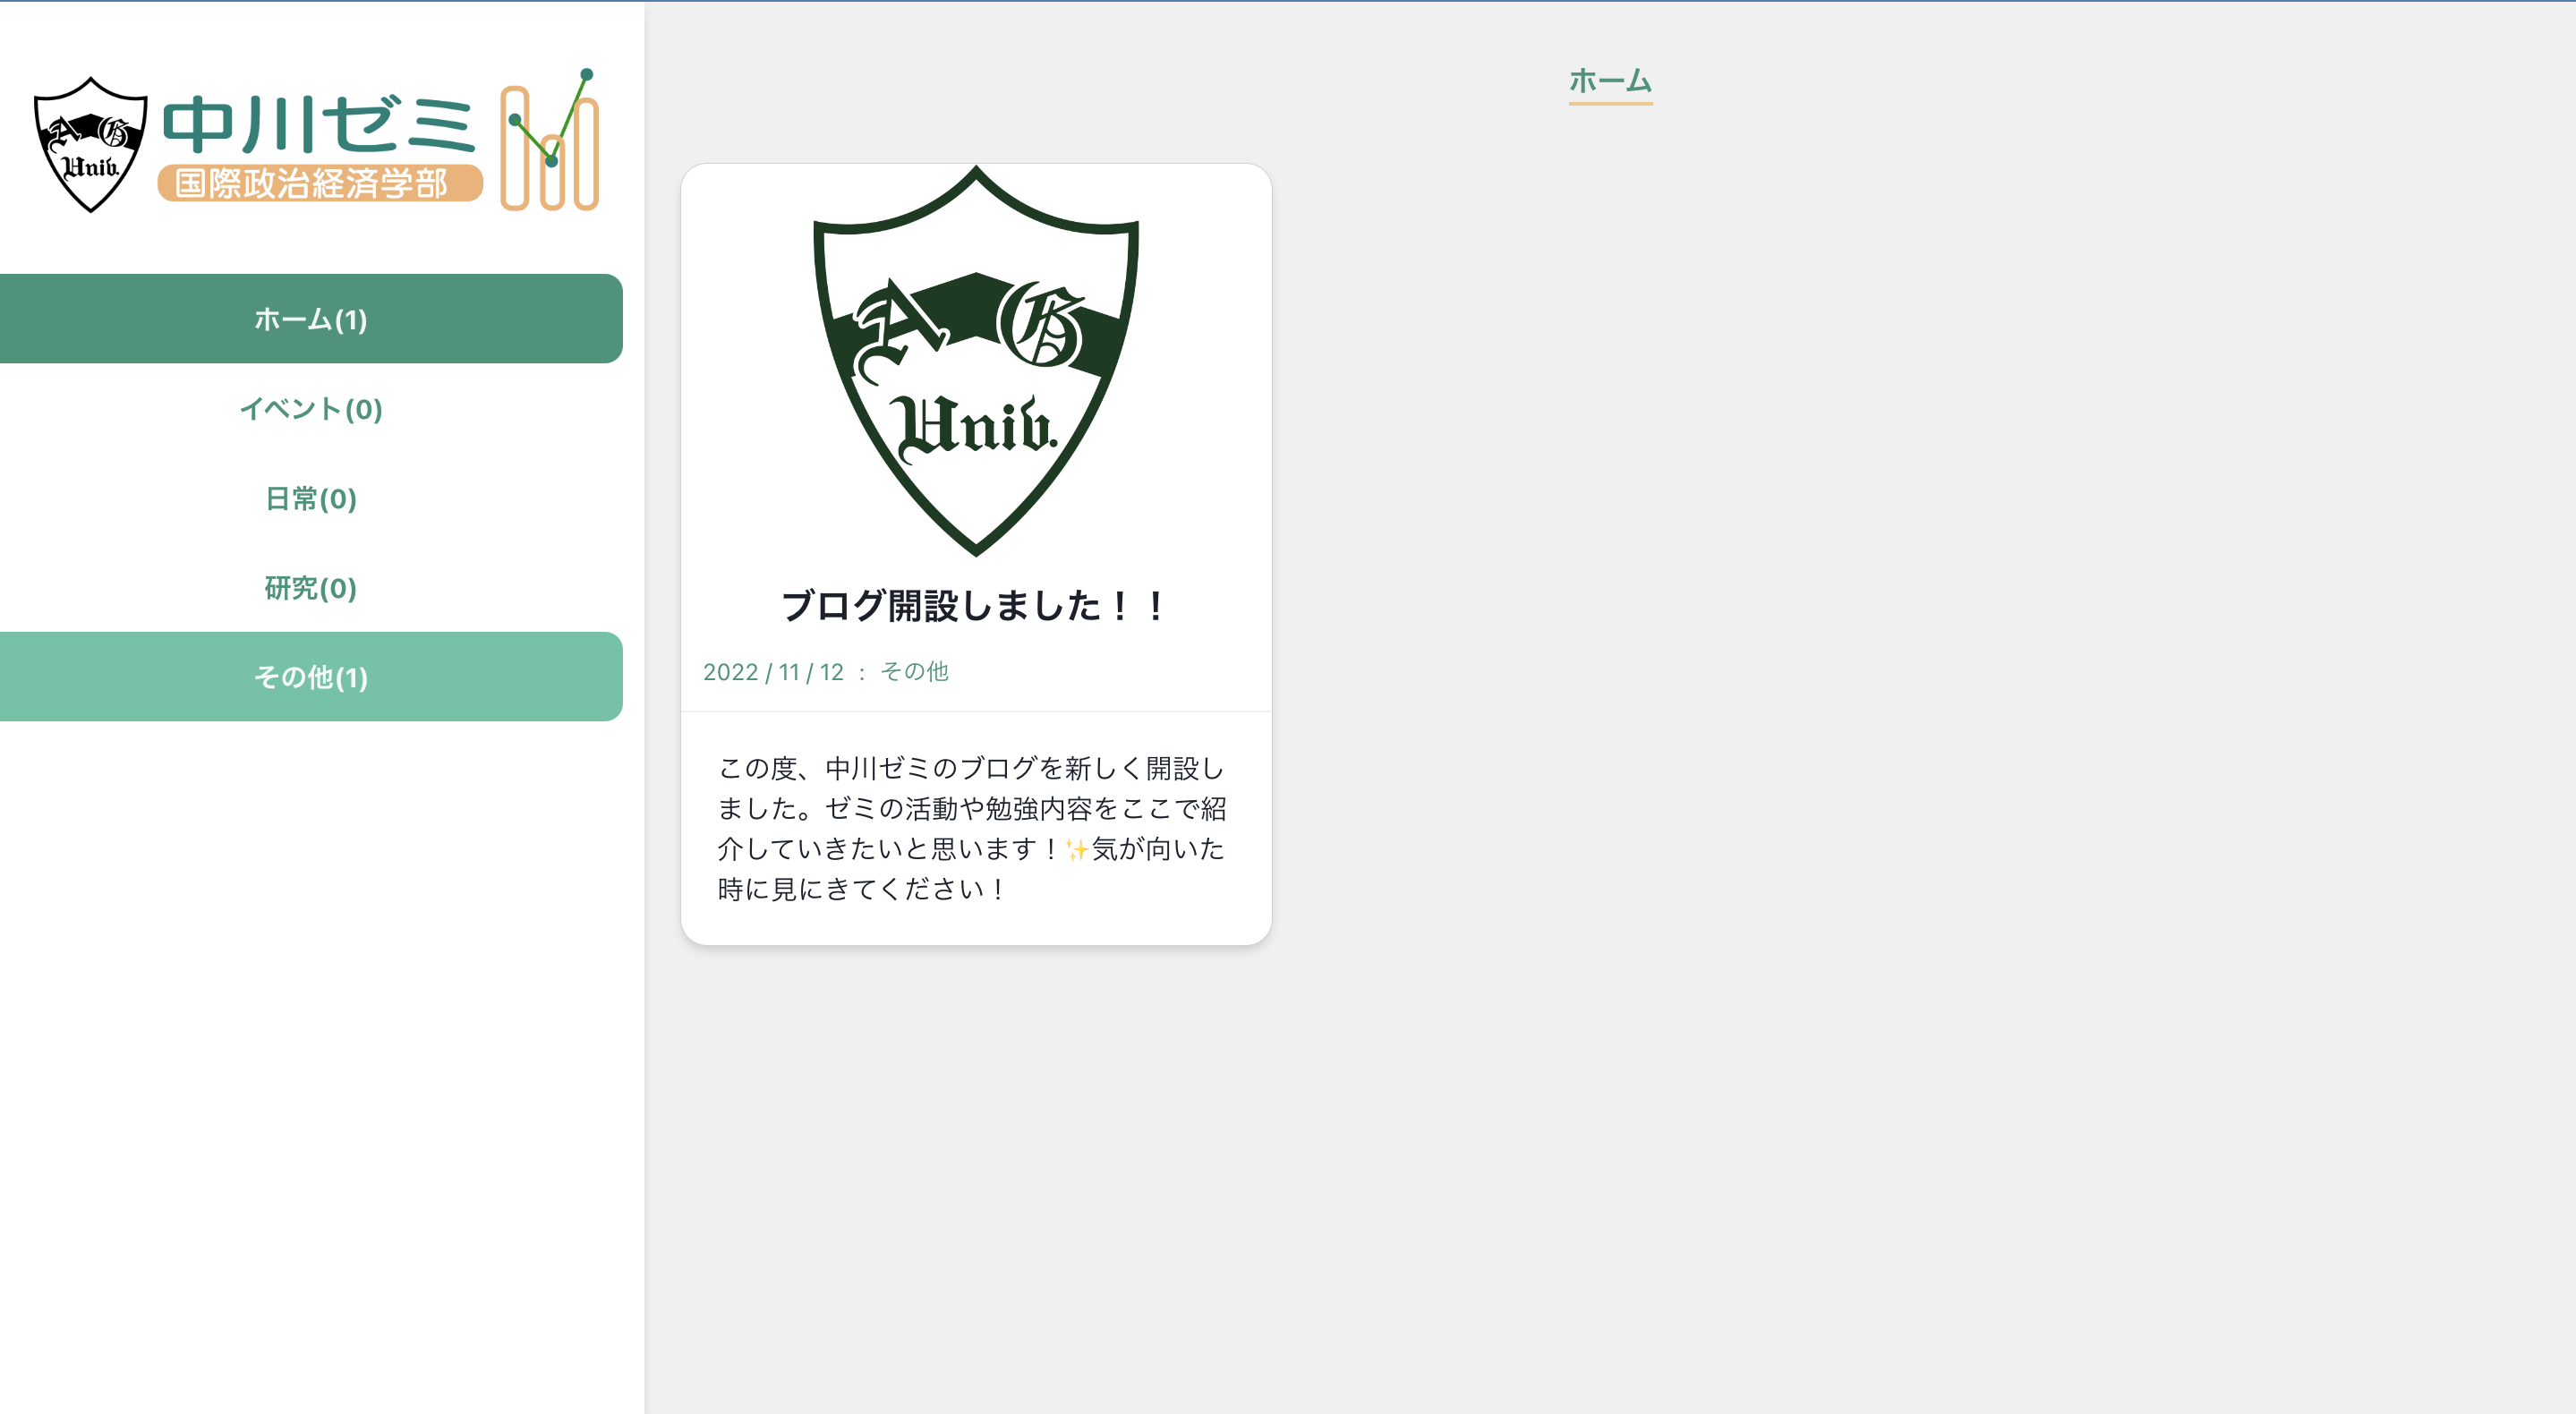 A G
Univ.
中川ゼミ
国際政治経済学部
ホーム(1)
イベント(0)
日常(0)
研究(0)
その他(1)
ホーム
A G
Univ.
ブログ開設しました！！
2022 / 11 / 12 ： その他
この度、中川ゼミのブログを新しく開設し
ました。ゼミの活動や勉強内容をここで紹
介していきたいと思います！✨気が向いた
時に見にきてください！